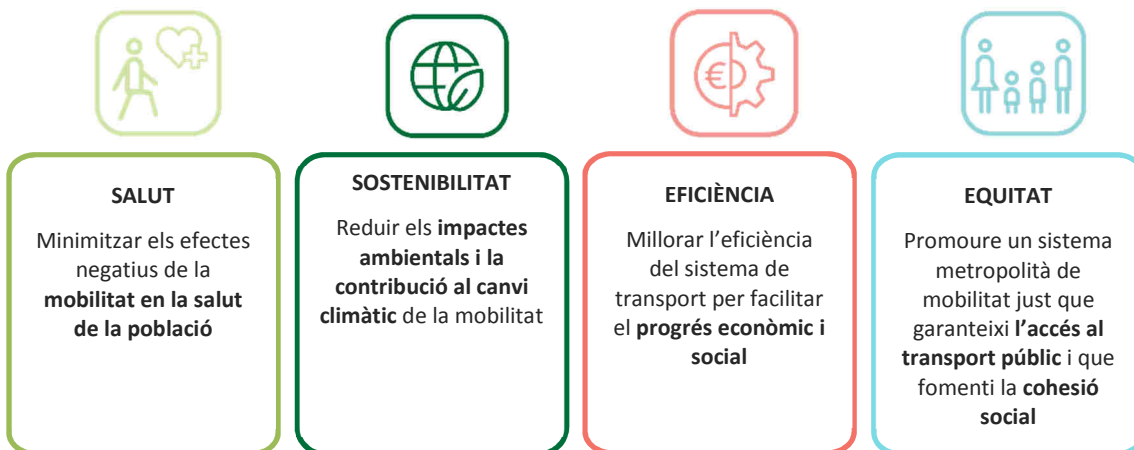 SALUT
Minimitzar els efectes
negatius de la
mobilitat en la salut
de la població
SOSTENIBILITAT
Reduir els impactes
ambientals i la
contribució al canvi
climàtic de la mobilitat
EFICIÈNCIA
Millorar l’eficiència
del sistema de
transport per facilitar
el progrés econòmic i
social
EQUITAT
Promoure un sistema
metropolità de
mobilitat just que
garanteixi l’accés al
transport públic i que
fomenti la cohesió
social